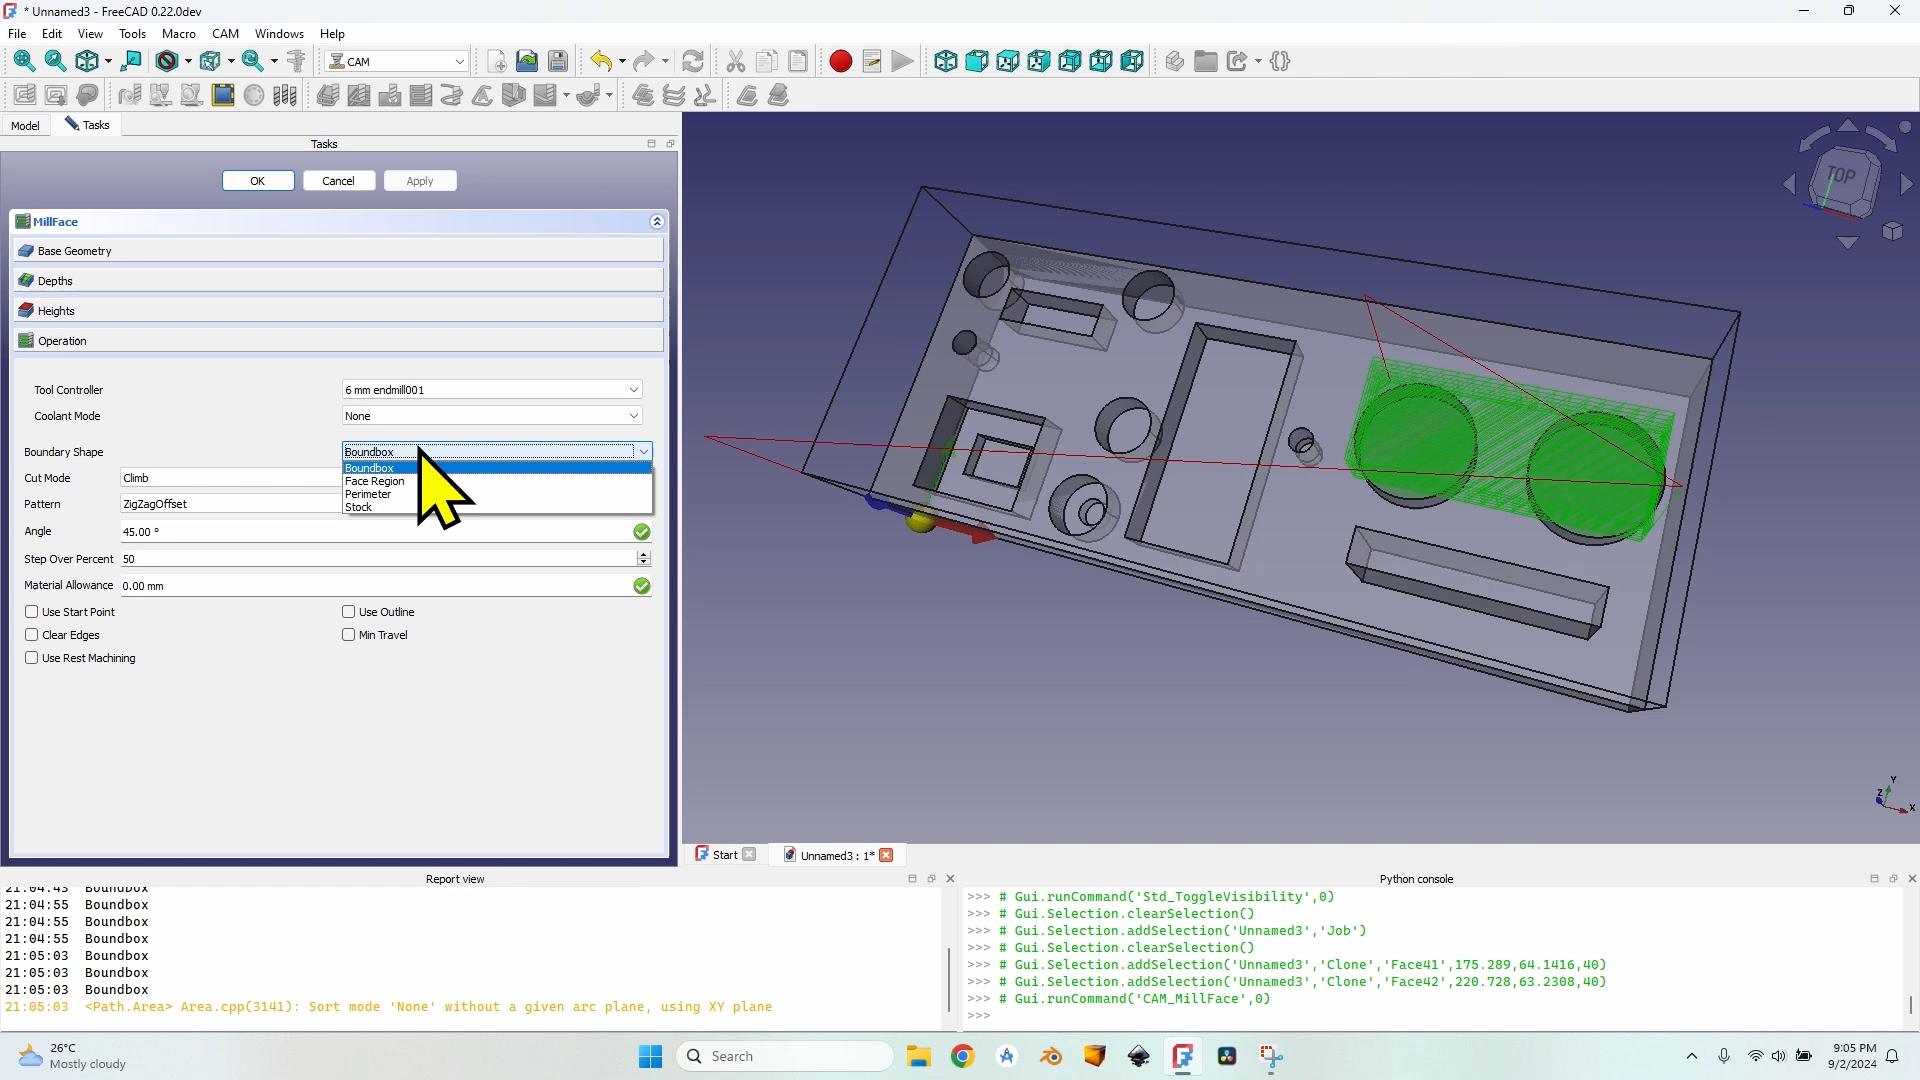 * Unnamed3 - FreeCAD 0.22.0dev
File Edit View Tools Macro CAM Windows Help
CAM
Model Tasks
Tasks
OK Cancel Apply
MillFace
Base Geometry
Depths
Heights
Operation
Tool Controller 6 mm endmill001
Coolant Mode None
Boundary Shape Boundbox
Boundbox
Face Region
Perimeter
Stock
Cut Mode Climb
Pattern ZigZagOffset
Angle 45.00 °
Step Over Percent 50
Material Allowance 0.00 mm
Use Start Point Use Outline
Clear Edges Min Travel
Use Rest Machining
TOP
Y
Z
X
Start Unnamed3 : 1*
Report view
21:04:43 Boundbox
21:04:55 Boundbox
21:04:55 Boundbox
21:04:55 Boundbox
21:05:03 Boundbox
21:05:03 Boundbox
21:05:03 Boundbox
21:05:03 <Path.Area> Area.cpp(3141): Sort mode 'None' without a given arc plane, using XY plane
Python console
>>> # Gui.runCommand('Std_ToggleVisibility',0)
>>> # Gui.Selection.clearSelection()
>>> # Gui.Selection.addSelection('Unnamed3','Job')
>>> # Gui.Selection.clearSelection()
>>> # Gui.Selection.addSelection('Unnamed3','Clone','Face41',175.289,64.1416,40)
>>> # Gui.Selection.addSelection('Unnamed3','Clone','Face42',220.728,63.2308,40)
>>> # Gui.runCommand('CAM_MillFace',0)
>>>
26°C
Mostly cloudy
Search
9:05 PM
9/2/2024